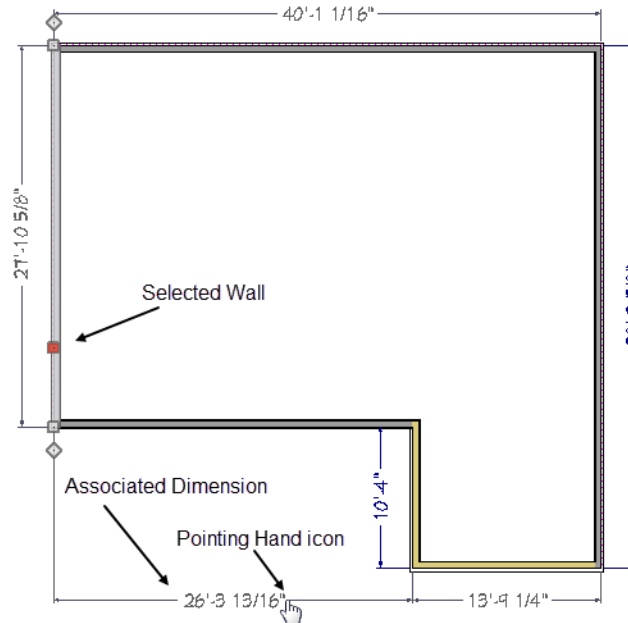 40'-1 1/16"
27'-10 5/8"
Selected Wall
10'-4"
Associated Dimension
Pointing Hand icon
26'-3 13/16"
13'-9 1/4"